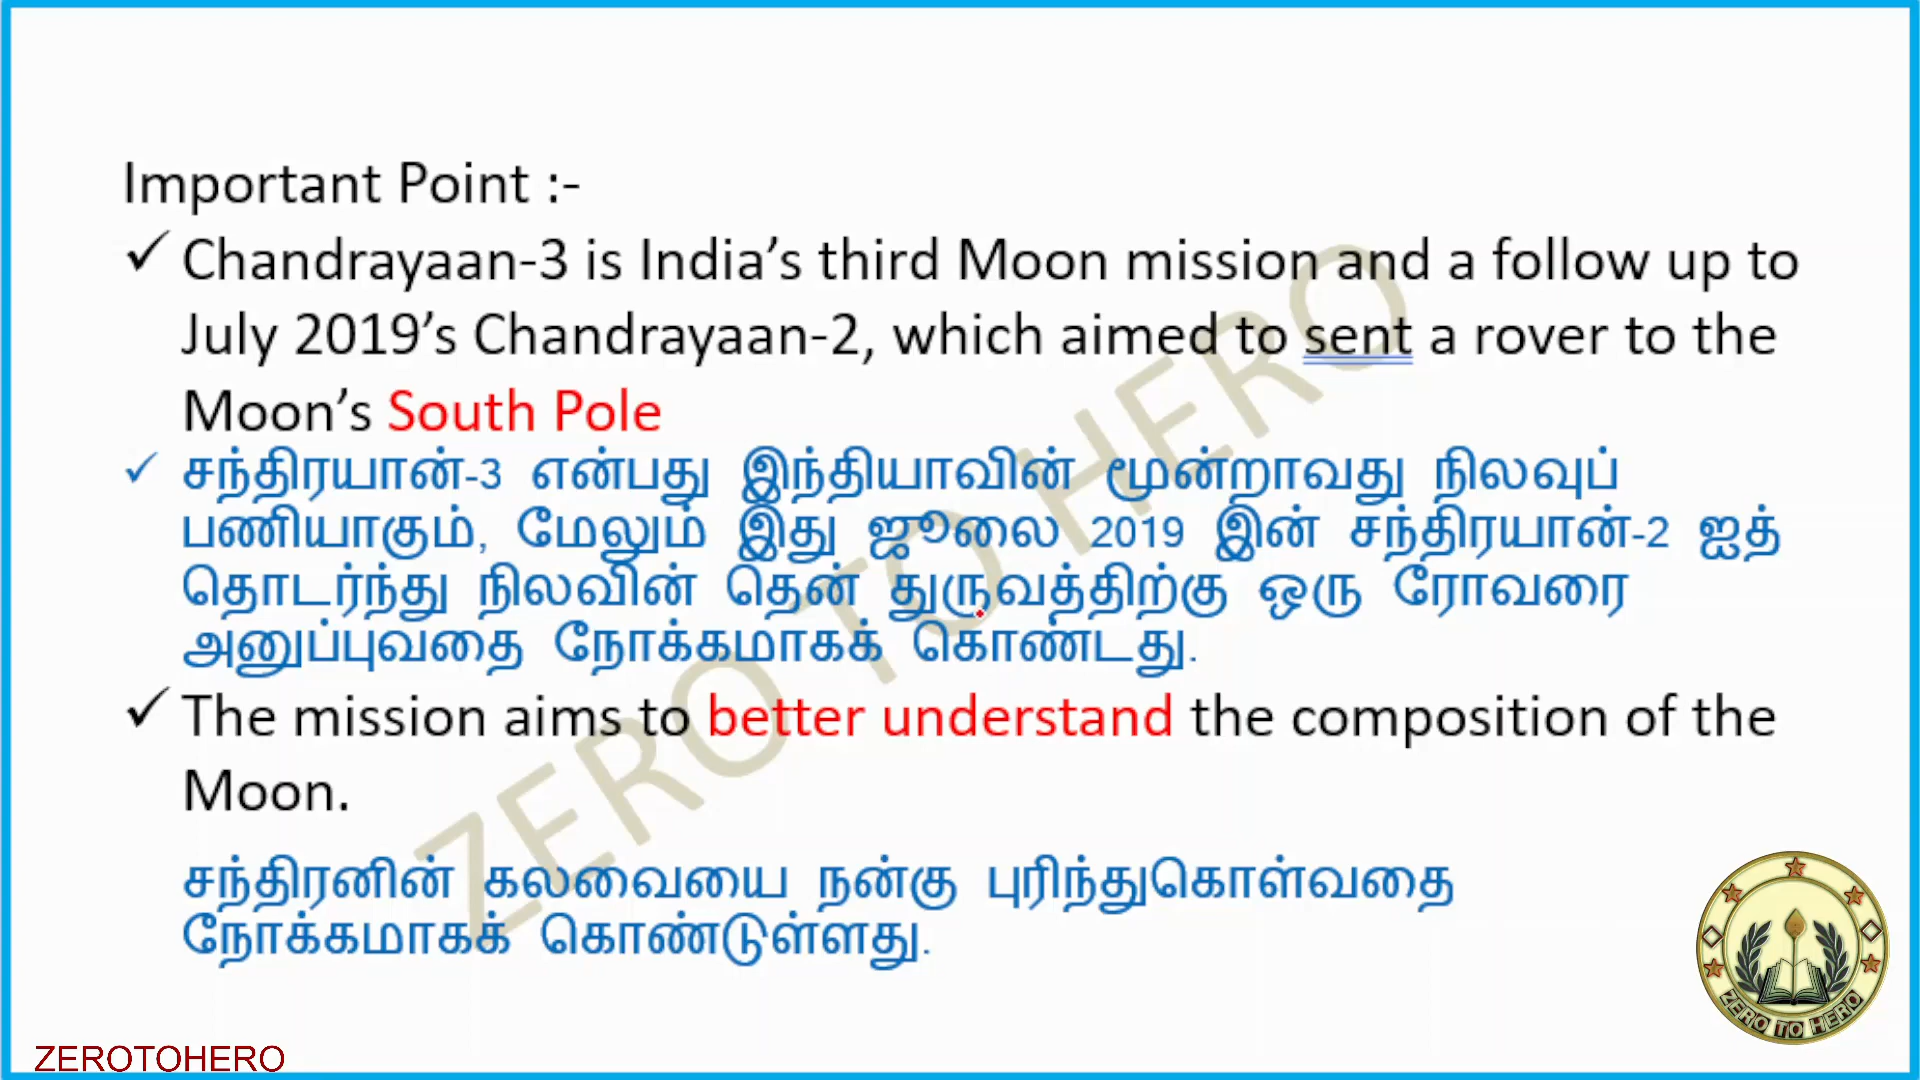 Important Point :-
✓ Chandrayaan-3 is India’s third Moon mission and a follow up to
July 2019’s Chandrayaan-2, which aimed to sent a rover to the
Moon’s South Pole
✓ சந்திரயான்-3 என்பது இந்தியாவின் மூன்றாவது நிலவுப்
பணியாகும், மேலும் இது ஜூலை 2019 இன் சந்திரயான்-2 ஐத்
தொடர்ந்து நிலவின் தென் துருவத்திற்கு ஒரு ரோவரை
அனுப்புவதை நோக்கமாகக் கொண்டது.
✓ The mission aims to better understand the composition of the
Moon.
சந்திரனின் கலவையை நன்கு புரிந்துகொள்வதை
நோக்கமாகக் கொண்டுள்ளது.
ZERO TO HERO
ZERO TO HERO
ZEROTOHERO